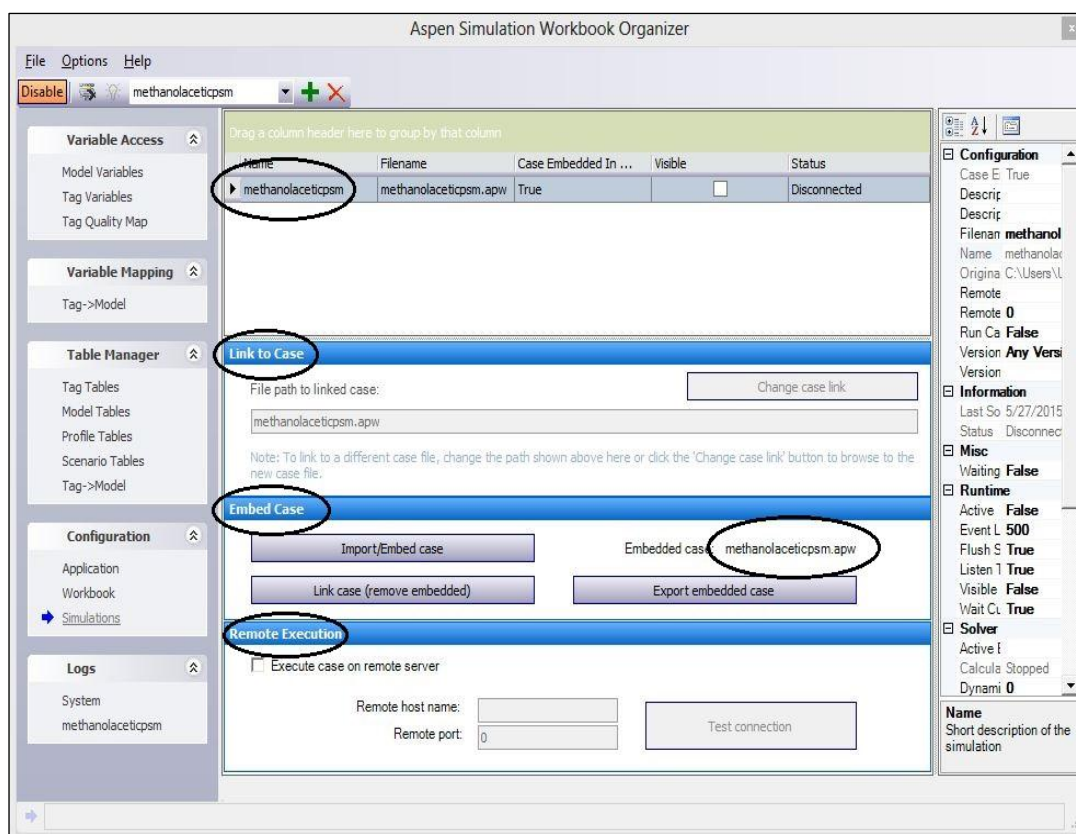 Aspen Simulation Workbook Organizer
x
File Options Help
Disable methanolaceticpsm
Variable Access
Model Variables
Tag Variables
Tag Quality Map
Variable Mapping
Tag->Model
Table Manager
Tag Tables
Model Tables
Profile Tables
Scenario Tables
Tag->Model
Configuration
Application
Workbook
Simulations
Logs
System
methanolaceticpsm
Drag a column header here to group by that column
Name Filename Case Embedded In ... Visible Status
methanolaceticpsm methanolaceticpsm.apw True Disconnected
Link to Case
File path to linked case: Change case link
methanolaceticpsm.apw
Note: To link to a different case file, change the path shown above here or click the 'Change case link' button to browse to the
new case file.
Embed Case
Import/Embed case Embedded case: methanolaceticpsm.apw
Link case (remove embedded) Export embedded case
Remote Execution
Execute case on remote server
Remote host name:
Remote port: 0 Test connection
Configuration
Case E True
Descrip
Descrip
Filenam methanol
Name methanolac
Origina C:\Users\U
Remote
Remote 0
Run Ca False
Version Any Versi
Version
Information
Last So 5/27/2015
Status Disconnec
Misc
Waiting False
Runtime
Active False
Event L 500
Flush S True
Listen T True
Visible False
Wait Cu True
Solver
Active E
Calcula Stopped
Dynami 0
Name
Short description of the
simulation